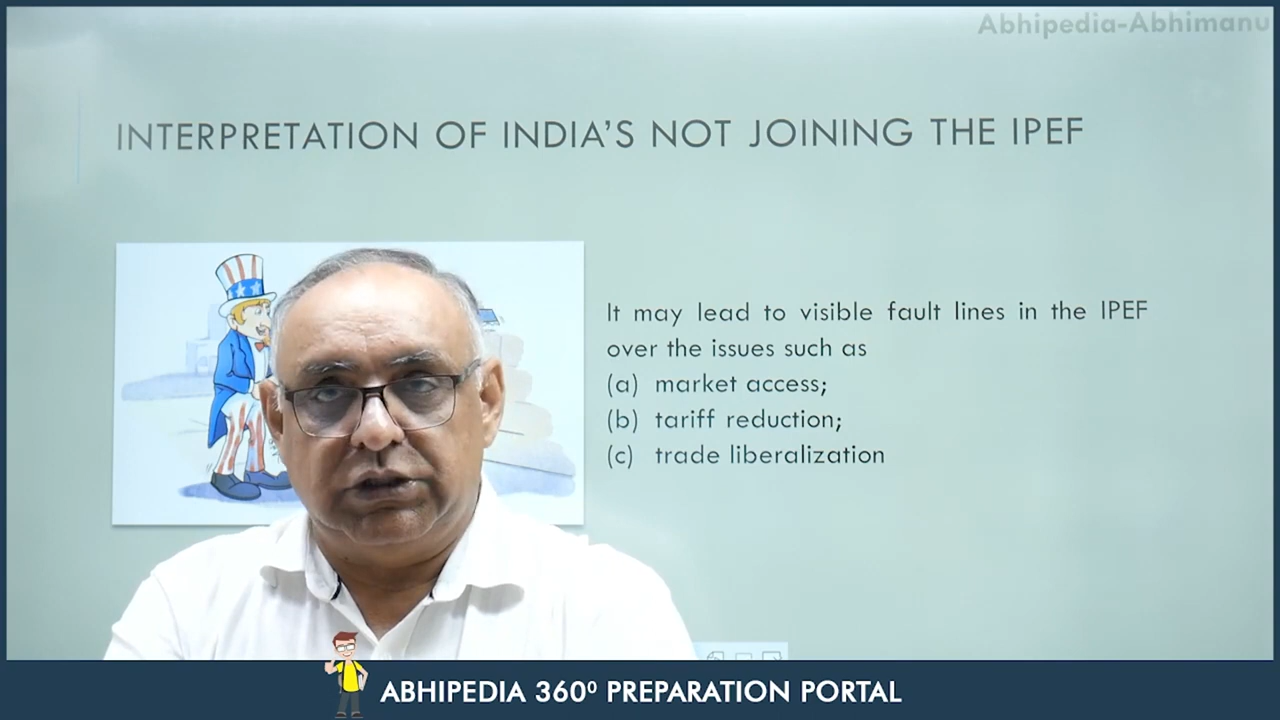 Abhipedia-Abhimanu
INTERPRETATION OF INDIA'S NOT JOINING THE IPEF
It may lead to visible fault lines in the IPEF
over the issues such as
(a) market access;
(b) tariff reduction;
(c) trade liberalization
ABHIPEDIA 360⁰ PREPARATION PORTAL